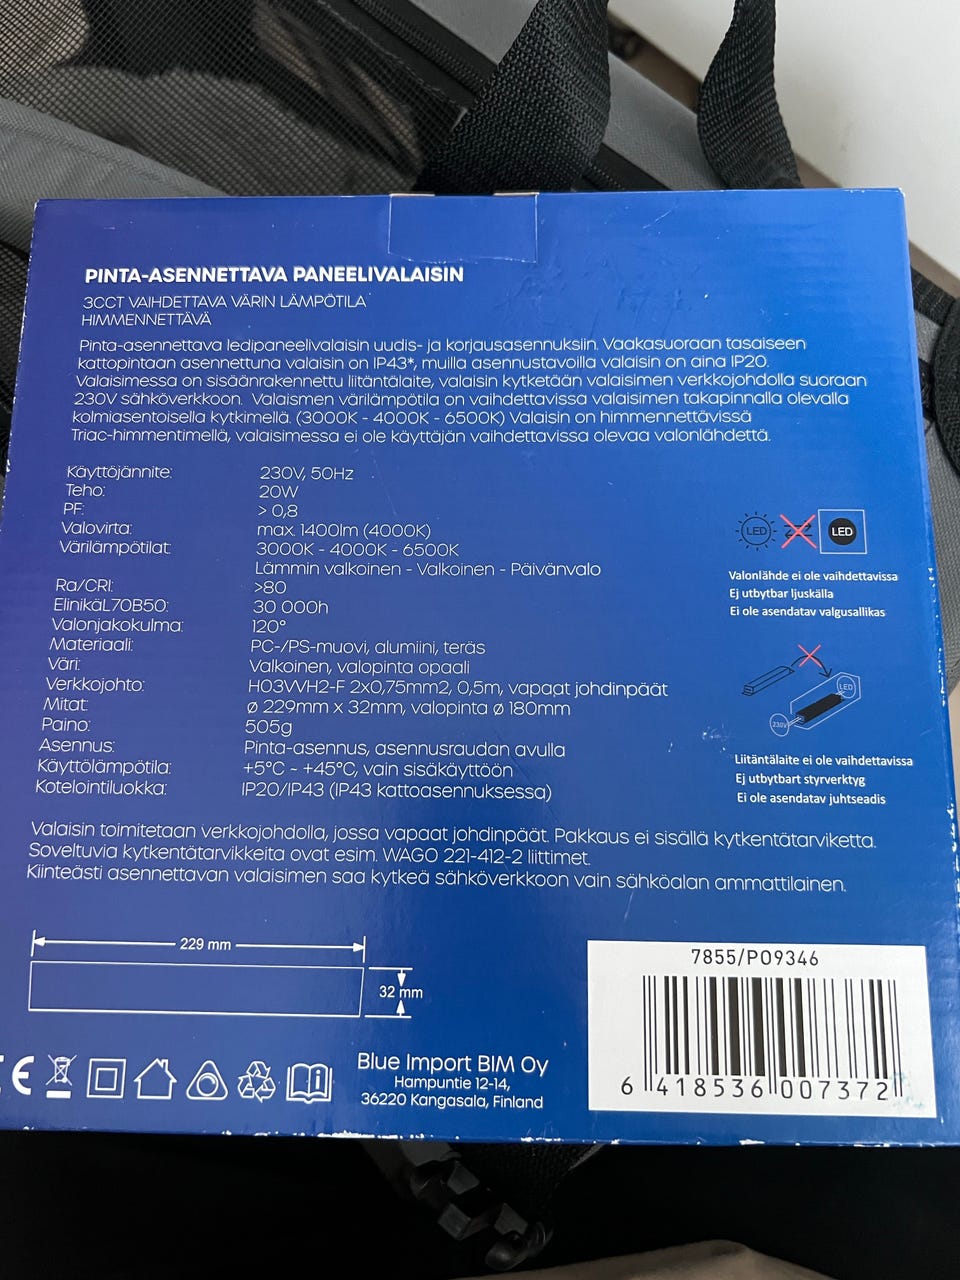 PINTA-ASENNETTAVA PANEELIVALAISIN
3CCT VAIHDETTAVA VÄRIN LÄMPÖTILA
HIMMENNETTÄVÄ
Pinta-asennettava ledipaneelivalaisin uudis- ja korjausasennuksiin. Vaakasuoraan tasaiseen
kattopintaan asennettuna valaisin on IP43*, muilla asennustavoilla valaisin on aina IP20.
Valaisimessa on sisäänrakennettu liitäntälaite, valaisin kytketään valaisimen verkkojohdolla suoraan
230V sähköverkkoon. Valaismen värilämpötila on vaihdettavissa valaisimen takapinnalla olevalla
kolmiasentoisella kytkimellä. (3000K - 4000K - 6500K) Valaisin on himmennettävissä
Triac-himmentimellä, valaisimessa ei ole käyttäjän vaihdettavissa olevaa valonlähdettä.
Käyttöjännite: 230V, 50Hz
Teho: 20W
PF: > 0,8
Valovirta: max. 1400lm (4000K)
Värilämpötilat: 3000K - 4000K - 6500K
Lämmin valkoinen - Valkoinen - Päivänvalo
Ra/CRI: >80
ElinikäL70B50: 30 000h
Valonjakokulma: 120°
Materiaali: PC-/PS-muovi, alumiini, teräs
Väri: Valkoinen, valopinta opaali
Verkkojohto: H03VVH2-F 2x0,75mm2, 0,5m, vapaat johdinpäät
Mitat: ø 229mm x 32mm, valopinta ø 180mm
Paino: 505g
Asennus: Pinta-asennus, asennusraudan avulla
Käyttölämpötila: +5°C - +45°C, vain sisäkäyttöön
Kotelointiluokka: IP20/IP43 (IP43 kattoasennuksessa)
LED LED
Valonlähde ei ole vaihdettavissa
Ej utbytbar ljuskälla
Ei ole asendatav valgusallikas
LED
230V
Liitäntälaite ei ole vaihdettavissa
Ej utbytbart styrverktyg
Ei ole asendatav juhtseadis
Valaisin toimitetaan verkkojohdolla, jossa vapaat johdinpäät. Pakkaus ei sisällä kytkentätarviketta.
Soveltuvia kytkentätarvikkeita ovat esim. WAGO 221-412-2 liittimet.
Kiinteästi asennettavan valaisimen saa kytkeä sähköverkkoon vain sähköalan ammattilainen.
229 mm
32 mm
CE
Blue Import BIM Oy
Hampuntie 12-14,
36220 Kangasala, Finland
7855/PO9346
6 418536 007372